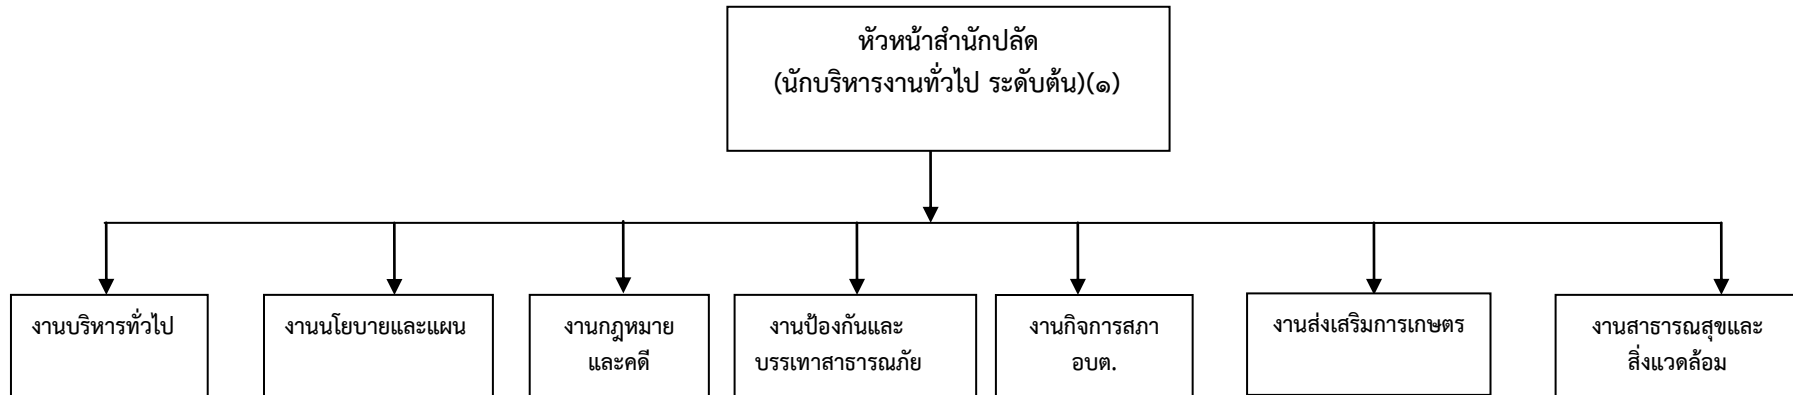 หัวหน้าสำนักปลัด
(นักบริหารงานทั่วไป ระดับต้น)(๑)
งานบริหารทั่วไป
งานนโยบายและแผน
งานกฎหมาย
และคดี
งานป้องกันและ
บรรเทาสาธารณภัย
งานกิจการสภา
อบต.
งานส่งเสริมการเกษตร
งานสาธารณสุขและ
สิ่งแวดล้อม